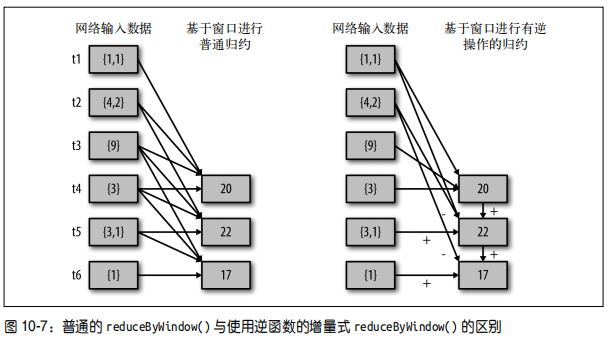 网络输入数据
基于窗口进行
普通归约
t1 {1,1}
t2 {4,2}
t3 {9}
t4 {3} 20
t5 {3,1} 22
t6 {1} 17
网络输入数据
基于窗口进行有逆
操作的归约
{1,1}
{4,2}
{9}
{3} 20
- +
{3,1} 22
+
- +
{1} 17
+
图 10-7：普通的 reduceByWindow() 与使用逆函数的增量式 reduceByWindow() 的区别